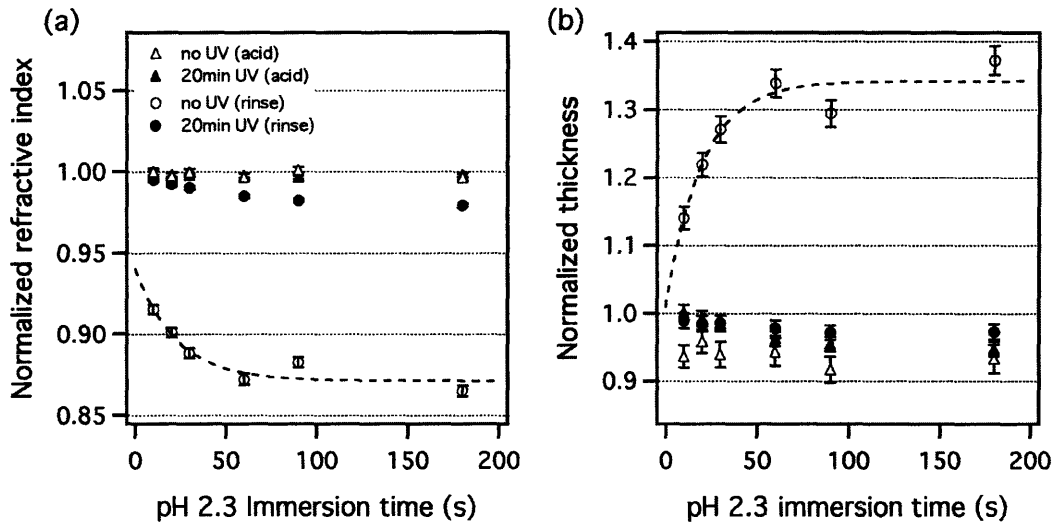 (a)
Normalized refractive index
1.05
1.00
0.95
0.90
0.85
no UV (acid)
20min UV (acid)
no UV (rinse)
20min UV (rinse)
0
50
100
150
200
pH 2.3 Immersion time (s)
(b)
Normalized thickness
1.4
1.3
1.2
1.1
1.0
0.9
0
50
100
150
200
pH 2.3 immersion time (s)